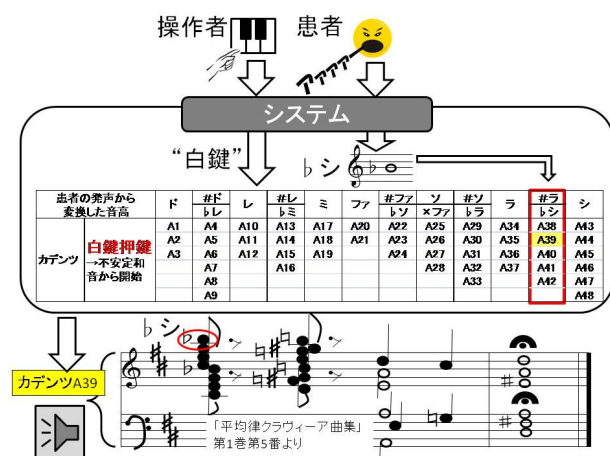 操作者 患者
アァァァ
システム
“白鍵” ♭シ
患者の発声から変換した音高 ド #ド ♭レ レ #レ ♭ミ ミ ファ #ファ ♭ソ ソ ×ファ #ソ ♭ラ ラ #ラ ♭シ シ
カデンツ 白鍵押鍵 →不安定和音から開始
A1 A4 A10 A13 A17 A20 A22 A25 A29 A34 A38 A43
A2 A5 A11 A14 A18 A21 A23 A26 A30 A35 A39 A44
A3 A6 A12 A15 A19 A24 A27 A31 A36 A40 A45
A7 A16 A28 A32 A37 A41 A46
A8 A33 A42 A47
A9 A48
♭シ
カデンツA39
「平均律クラヴィーア曲集」
第1巻第5番より